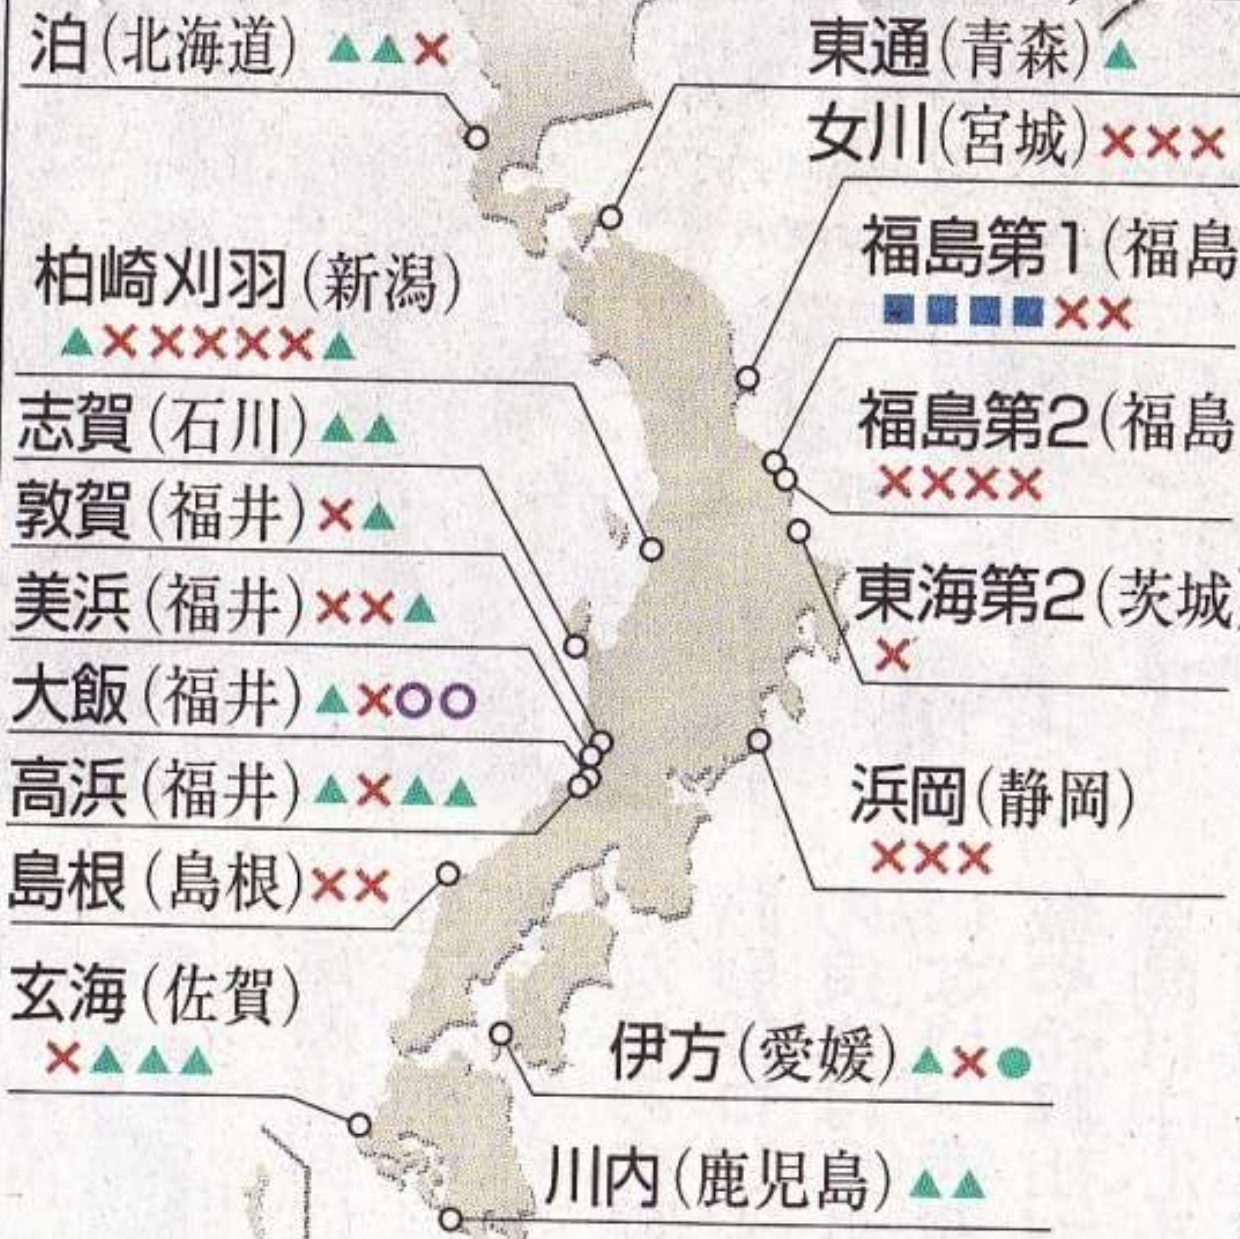 泊(北海道) ▲▲×
東通(青森)▲
女川(宮城)×××
福島第1(福島
■■■■××
柏崎刈羽(新潟)
▲×××××▲
福島第2(福島
××××
志賀(石川)▲▲
敦賀(福井)×▲
美浜(福井)××▲
東海第2(茨城)
×
大飯(福井)▲×○○
高浜(福井)▲×▲▲
浜岡(静岡)
×××
島根(島根)××
玄海(佐賀)
×▲▲▲
伊方(愛媛)▲×●
川内(鹿児島)▲▲